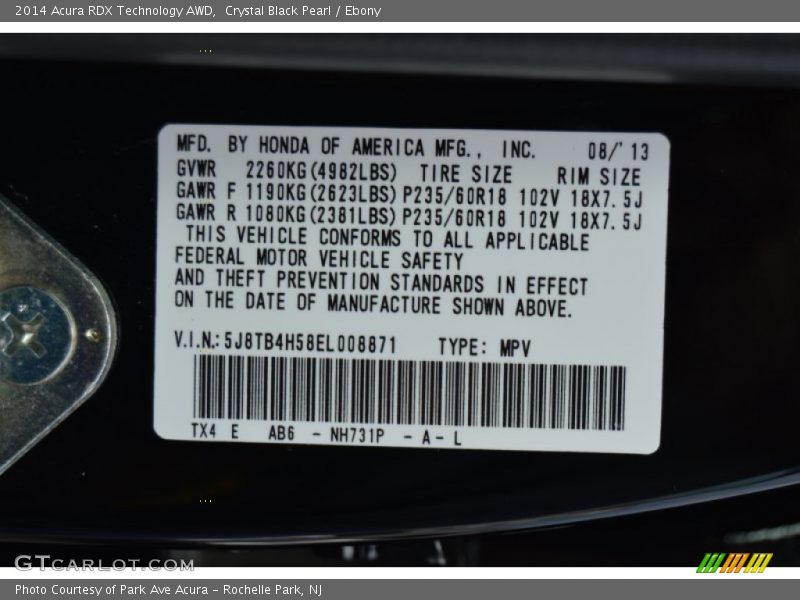 2014 Acura RDX Technology AWD, Crystal Black Pearl / Ebony
MFD. BY HONDA OF AMERICA MFG., INC. 08/'13
GVWR 2260KG(4982LBS) TIRE SIZE RIM SIZE
GAWR F 1190KG(2623LBS) P235/60R18 102V 18X7.5J
GAWR R 1080KG(2381LBS) P235/60R18 102V 18X7.5J
THIS VEHICLE CONFORMS TO ALL APPLICABLE
FEDERAL MOTOR VEHICLE SAFETY
AND THEFT PREVENTION STANDARDS IN EFFECT
ON THE DATE OF MANUFACTURE SHOWN ABOVE.
V.I.N.: 5J8TB4H58EL008871 TYPE: MPV
TX4 E AB6 - NH731P - A - L
GTCARLOT.COM
Photo Courtesy of Park Ave Acura - Rochelle Park, NJ